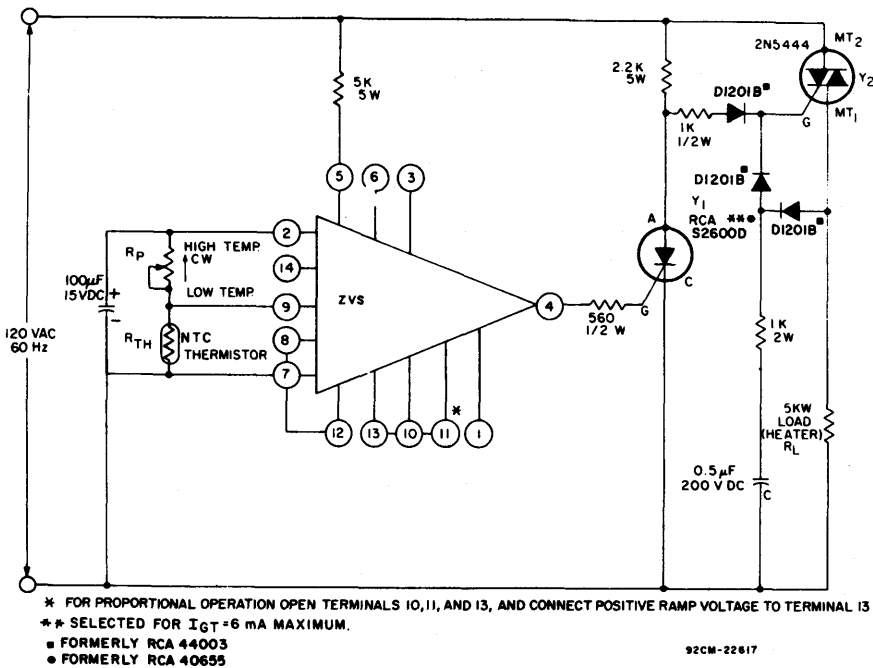 2N5444
MT2
Y2
MT1
G
5K
5W
2.2K
5W
D1201B■
1K
1/2W
D1201B■
Y1
RCA **●
S2600D
D1201B■
5
6
3
2
14
9
8
7
ZVS
4
12
13
10
11
*
1
RP
HIGH TEMP.
CW
LOW TEMP.
100µF
15VDC
+
-
RTH
NTC
THERMISTOR
120 VAC
60 Hz
560
1/2 W
G
A
C
1K
2W
5KW
LOAD
(HEATER)
RL
0.5µF
200 V DC
C
* FOR PROPORTIONAL OPERATION OPEN TERMINALS 10,11, AND 13, AND CONNECT POSITIVE RAMP VOLTAGE TO TERMINAL 13
** SELECTED FOR IGT=6 mA MAXIMUM.
■ FORMERLY RCA 44003
● FORMERLY RCA 40655
92CM-22617